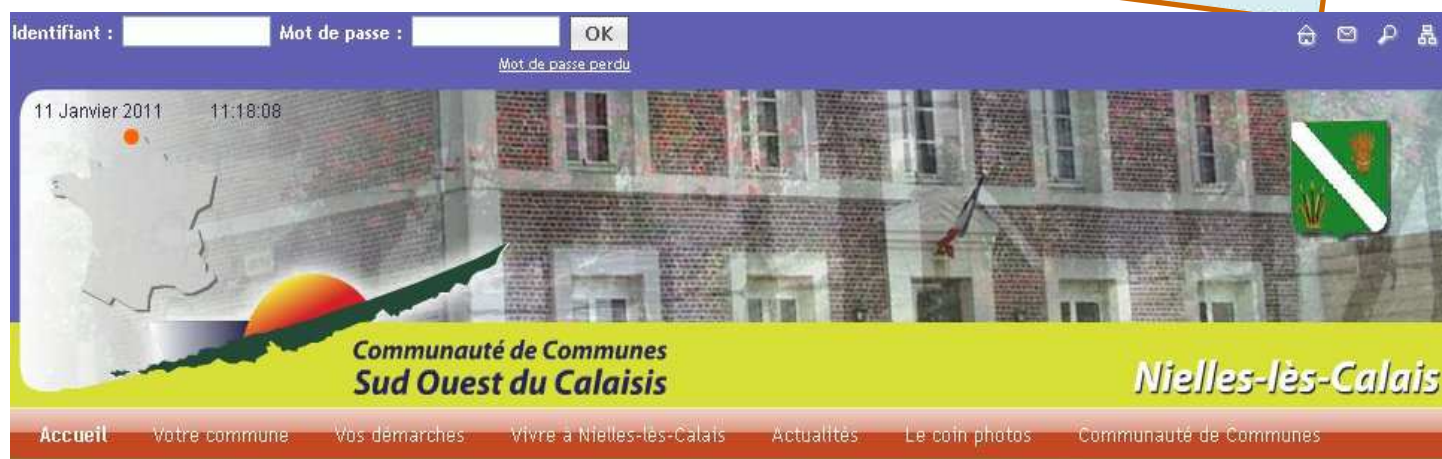 Identifiant : Mot de passe : OK
Mot de passe perdu
11 Janvier 2011 11:18:08
Communauté de Communes
Sud Ouest du Calaisis
Nielles-lès-Calais
Accueil Votre commune Vos démarches Vivre à Nielles-lès-Calais Actualités Le coin photos Communauté de Communes